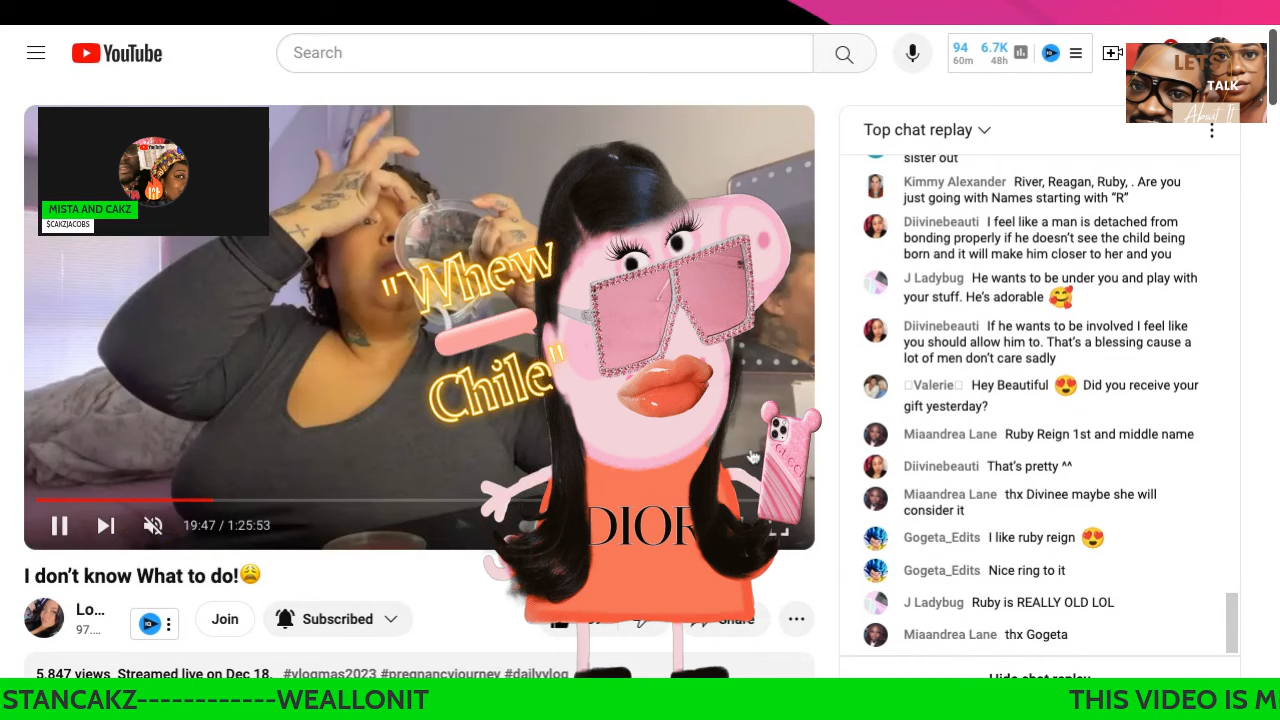 YouTube
Search
94 6.7K
60m 48h
LETS
TALK
About It
Top chat replay
sister out
Kimmy Alexander River, Reagan, Ruby, . Are you
just going with Names starting with “R”
Diivinebeauti I feel like a man is detached from
bonding properly if he doesn’t see the child being
born and it will make him closer to her and you
J Ladybug He wants to be under you and play with
your stuff. He’s adorable 🥰
Diivinebeauti If he wants to be involved I feel like
you should allow him to. That’s a blessing cause a
lot of men don’t care sadly
Valerie Hey Beautiful 😍 Did you receive your
gift yesterday?
Miaandrea Lane Ruby Reign 1st and middle name
Diivinebeauti That’s pretty ^^
Miaandrea Lane thx Divinee maybe she will
consider it
Gogeta_Edits I like ruby reign 😍
Gogeta_Edits Nice ring to it
J Ladybug Ruby is REALLY OLD LOL
Miaandrea Lane thx Gogeta
MISTA AND CAKZ
$CAKZJACOBS
"Whew
Chile"
GUCCI
DIOR
19:47 / 1:25:53
I don’t know What to do!😩
Lo...
97....
Join
Subscribed
Share
5,847 views Streamed live on Dec 18, #vlogmas2023 #pregnancyjourney #dailyvlog
Hide chat replay
STANCAKZ------------WEALLONIT
THIS VIDEO IS M